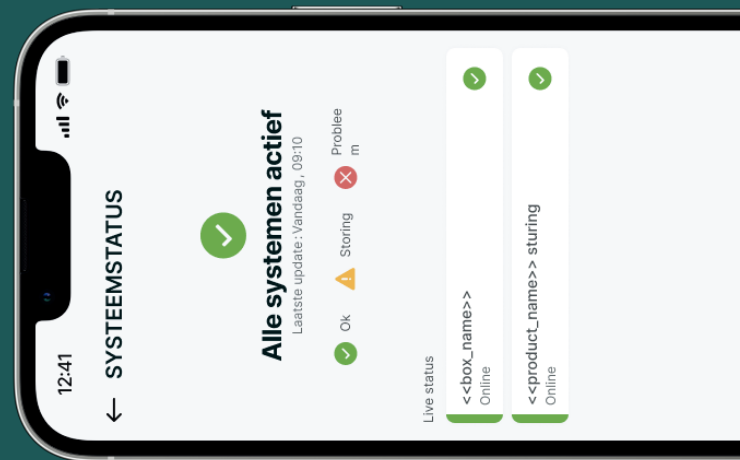 12:41
SYSTEEMSTATUS
Alle systemen actief
Laatste update: Vandaag, 09:10
Ok
Storing
Problee
m
Live status
<<box_name>>
Online
<<product_name>> sturing
Online